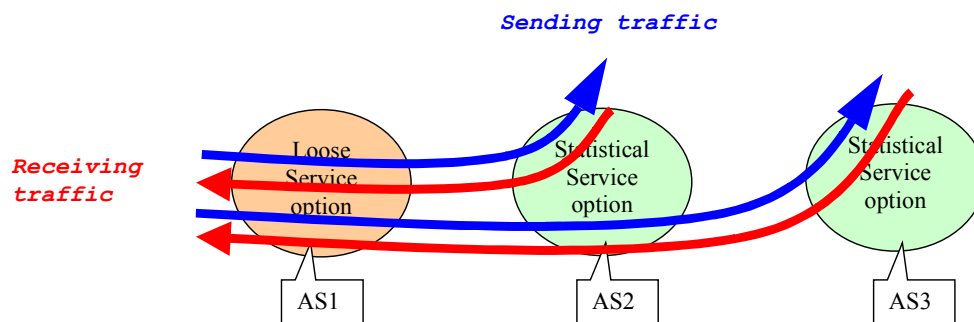 Sending traffic
Receiving
traffic
Loose
Service
option
Statistical
Service
option
Statistical
Service
option
AS1
AS2
AS3